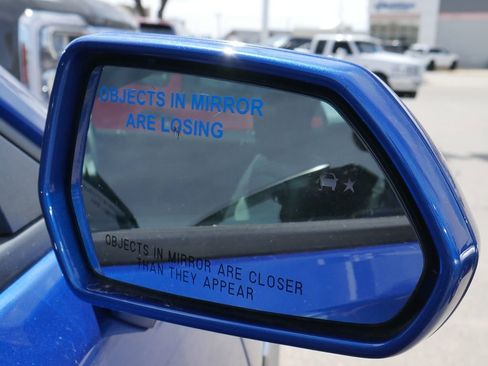 OBJECTS IN MIRROR
ARE LOSING
OBJECTS IN MIRROR ARE CLOSER
THAN THEY APPEAR